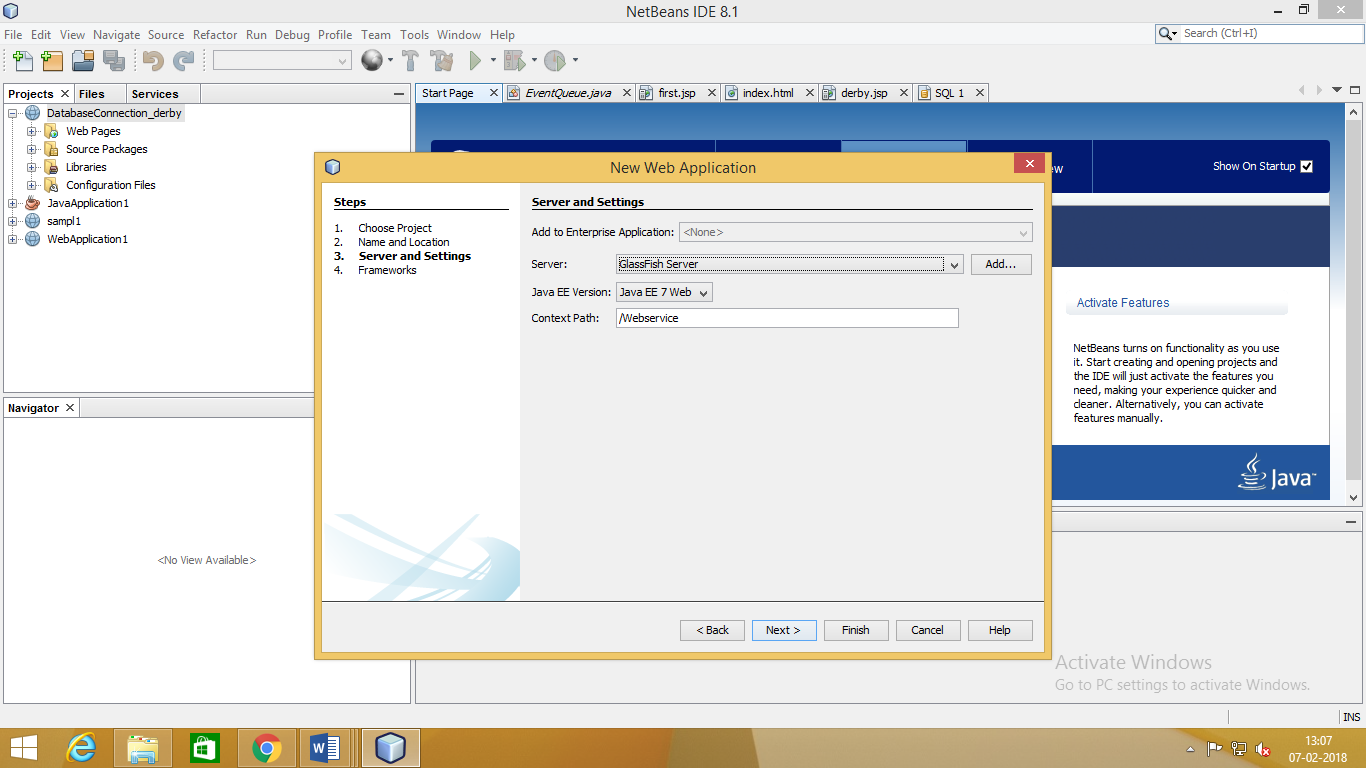 NetBeans IDE 8.1
File Edit View Navigate Source Refactor Run Debug Profile Team Tools Window Help
Search (Ctrl+I)
Projects Files Services
Start Page EventQueue.java first.jsp index.html derby.jsp SQL 1
DatabaseConnection_derby
Web Pages
Source Packages
Libraries
Configuration Files
JavaApplication1
sampl1
WebApplication1
Show On Startup
Navigator
<No View Available>
New Web Application
Steps
1. Choose Project
2. Name and Location
3. Server and Settings
4. Frameworks
Server and Settings
Add to Enterprise Application: <None>
Server: GlassFish Server Add...
Java EE Version: Java EE 7 Web
Context Path: /Webservice
< Back Next > Finish Cancel Help
Activate Features
NetBeans turns on functionality as you use
it. Start creating and opening projects and
the IDE will just activate the features you
need, making your experience quicker and
cleaner. Alternatively, you can activate
features manually.
Java
Activate Windows
Go to PC settings to activate Windows.
INS
13:07
07-02-2018